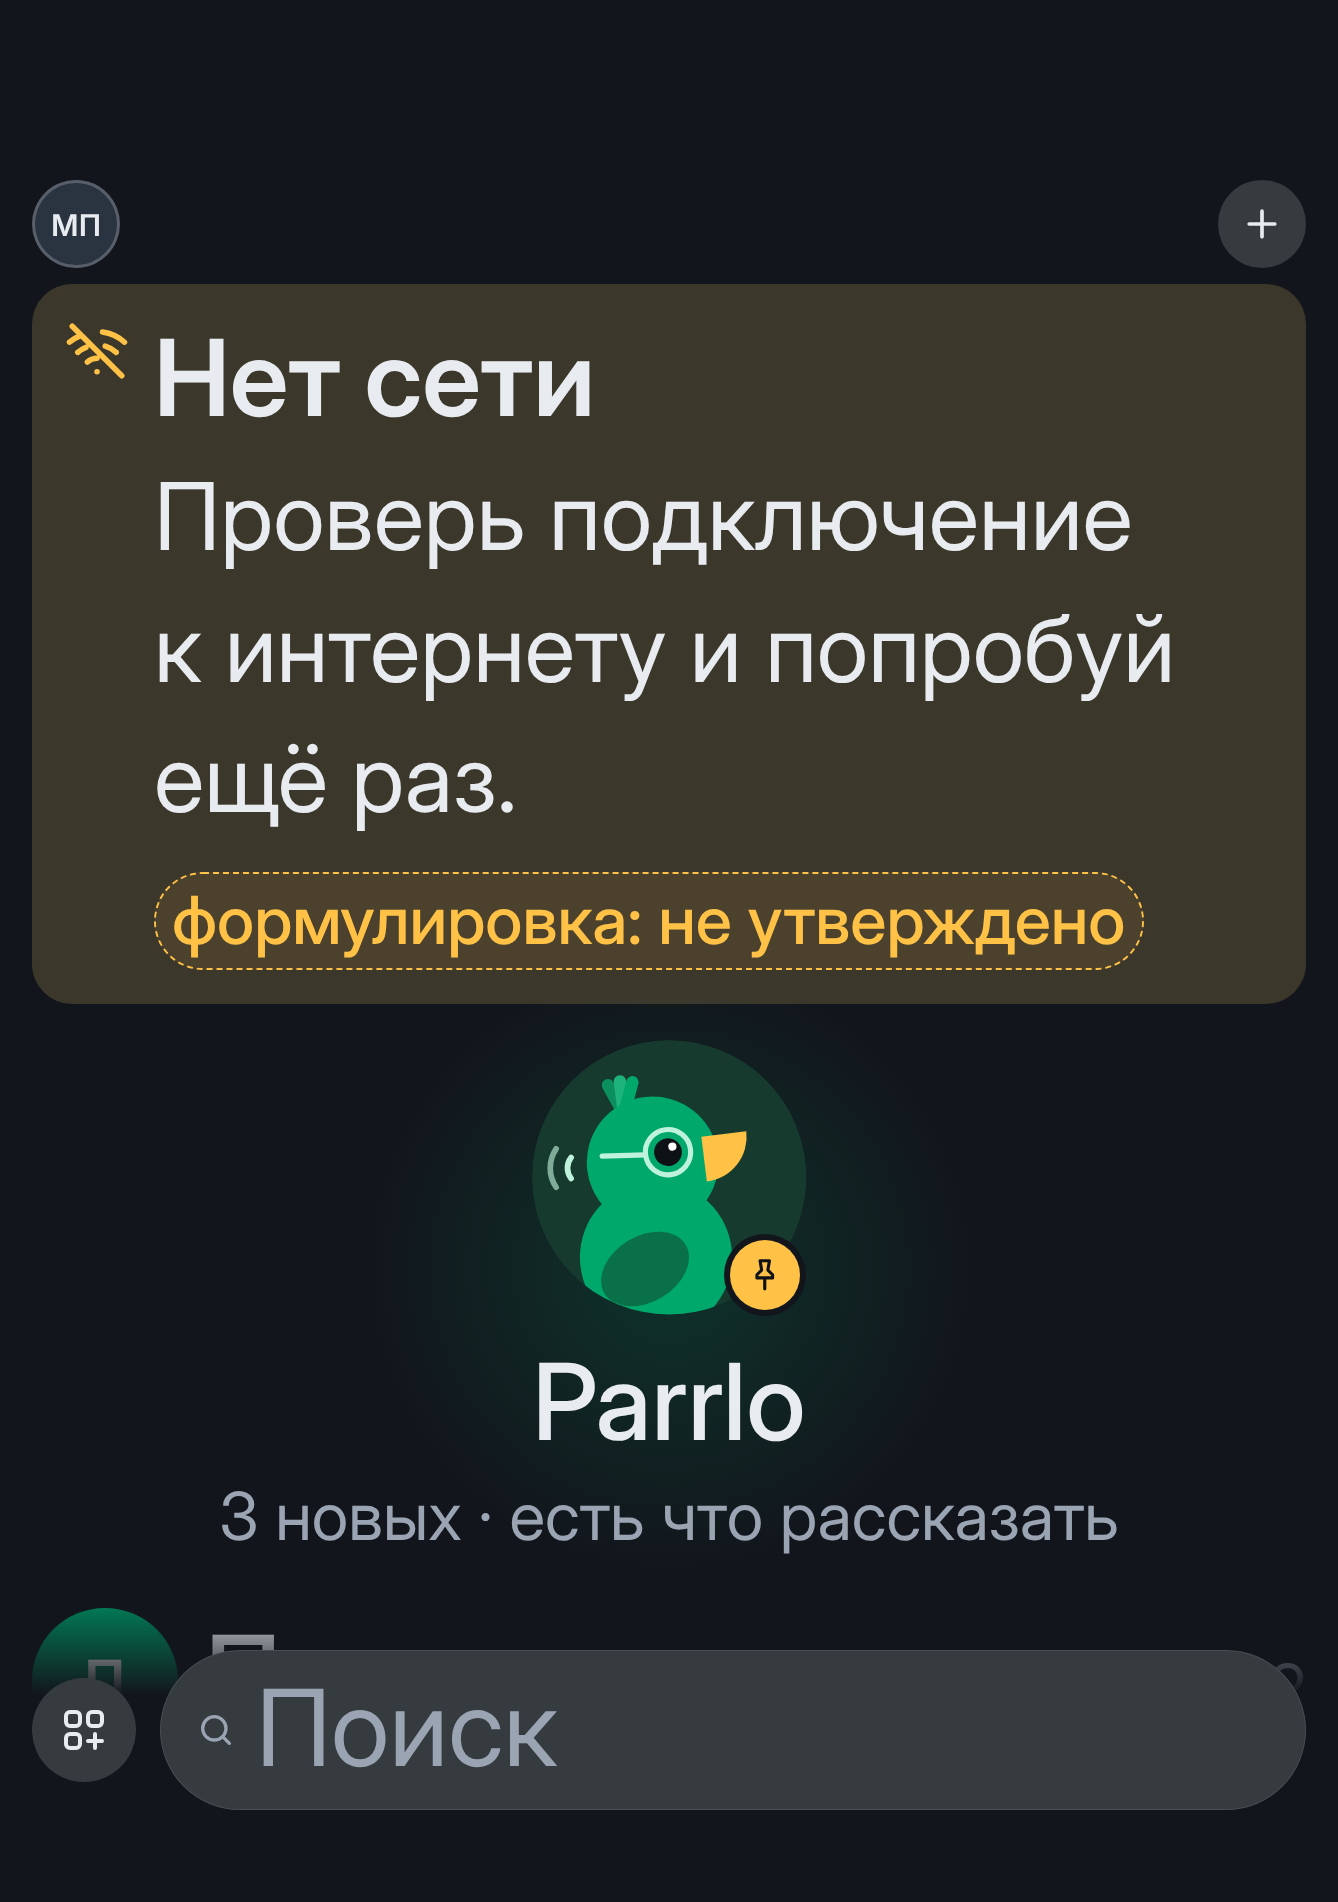 МП
Нет сети
Проверь подключение
к интернету и попробуй
ещё раз.
формулировка: не утверждено
Parrlo
3 новых · есть что рассказать
Поиск